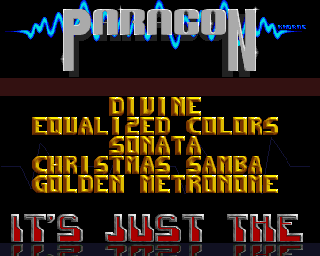 PARAGON
DIVINE
EQUALIZED COLORS
SONATA
CHRISTMAS SAMBA
GOLDEN METRONOME
IT'S JUST THE